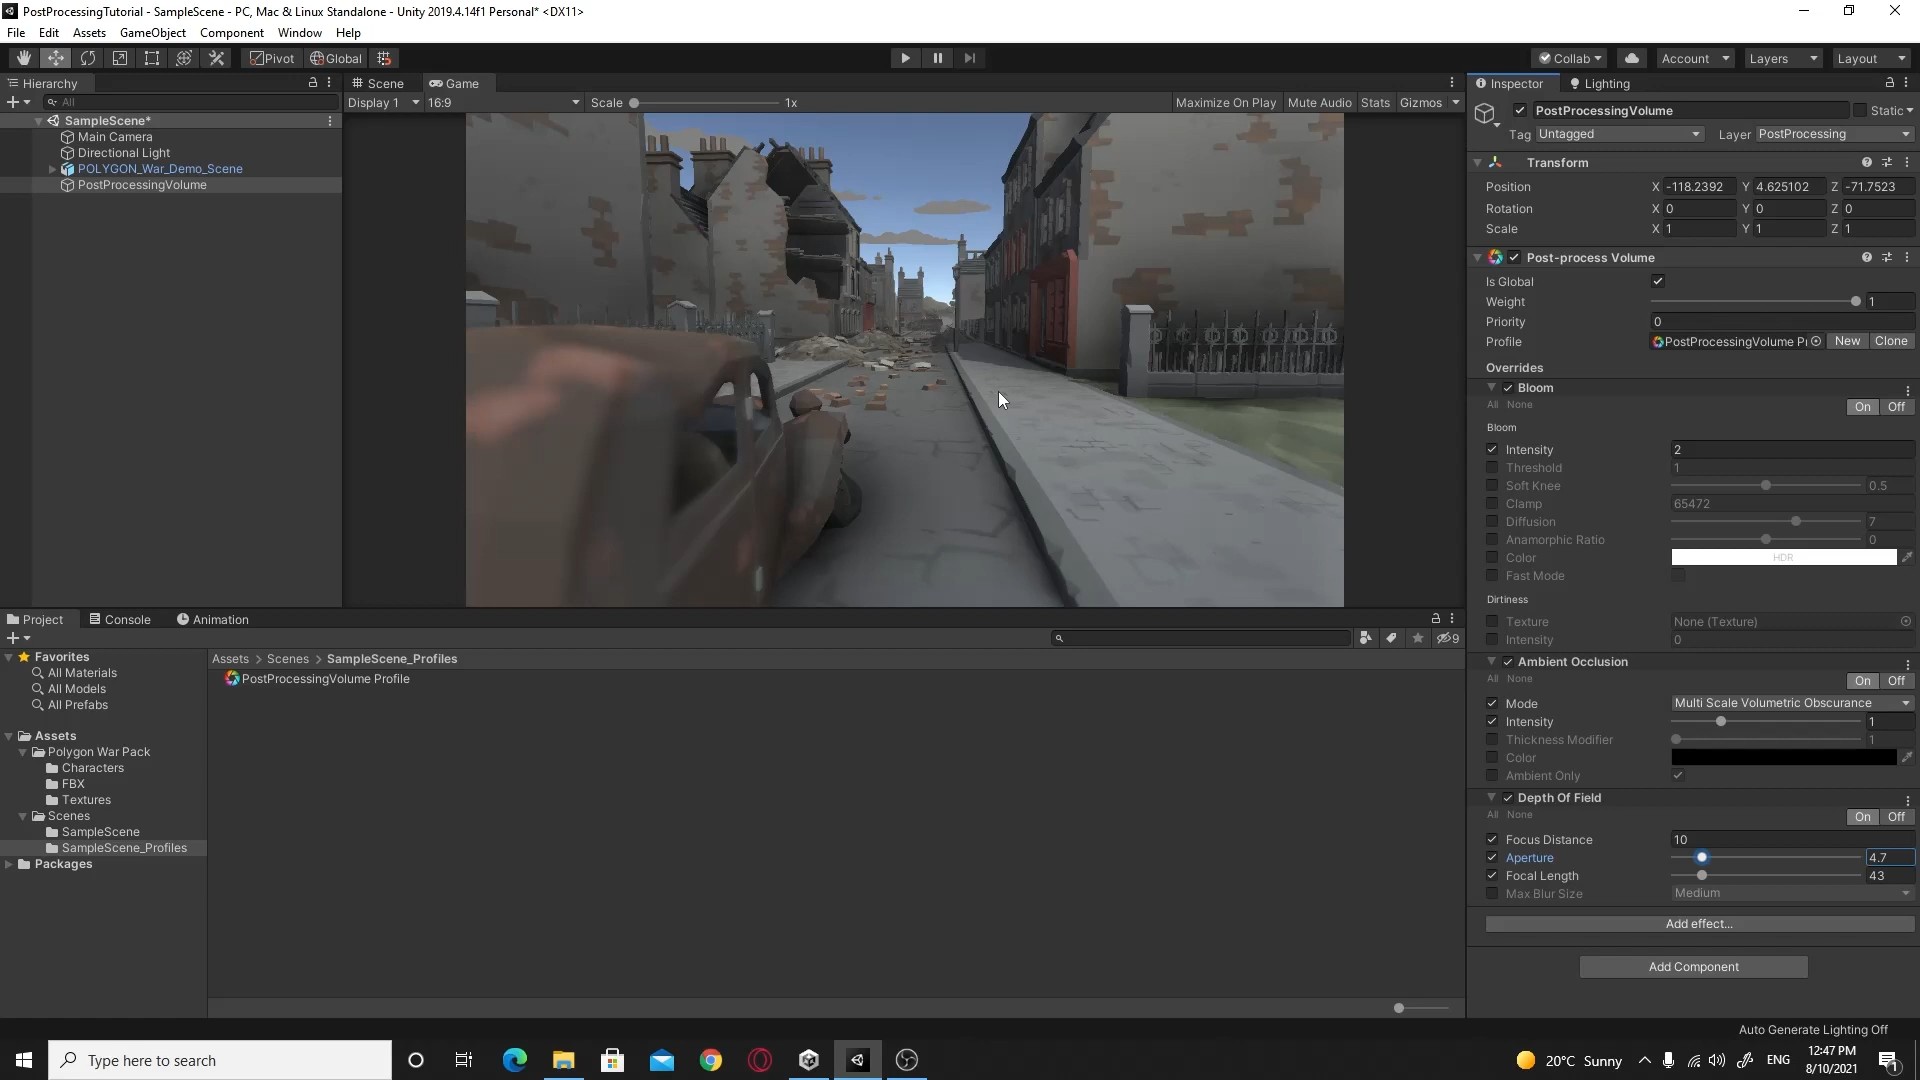 PostProcessingTutorial - SampleScene - PC, Mac & Linux Standalone - Unity 2019.4.14f1 Personal* <DX11>
File Edit Assets GameObject Component Window Help
Pivot Global Collab Account Layers Layout
Hierarchy Scene Game Inspector Lighting
All Display 1 16:9 Scale 1x Maximize On Play Mute Audio Stats Gizmos
SampleScene*
Main Camera
Directional Light
POLYGON_War_Demo_Scene
PostProcessingVolume
PostProcessingVolume Static
Tag Untagged Layer PostProcessing
Transform
Position X -118.2392 Y 4.625102 Z -71.7523
Rotation X 0 Y 0 Z 0
Scale X 1 Y 1 Z 1
Post-process Volume
Is Global
Weight 1
Priority 0
Profile PostProcessingVolume Pr New Clone
Overrides
Bloom
All None On Off
Bloom
Intensity 2
Threshold 1
Soft Knee 0.5
Clamp 65472
Diffusion 7
Anamorphic Ratio 0
Color HDR
Fast Mode
Dirtiness
Texture None (Texture)
Intensity 0
Ambient Occlusion
All None On Off
Mode Multi Scale Volumetric Obscurance
Intensity 1
Thickness Modifier 1
Color
Ambient Only
Depth Of Field
All None On Off
Focus Distance 10
Aperture 4.7
Focal Length 43
Max Blur Size Medium
Add effect...
Add Component
Project Console Animation
9
Favorites
All Materials
All Models
All Prefabs
Assets
Polygon War Pack
Characters
FBX
Textures
Scenes
SampleScene
SampleScene_Profiles
Packages
Assets > Scenes > SampleScene_Profiles
PostProcessingVolume Profile
Auto Generate Lighting Off
Type here to search
20°C Sunny ENG 12:47 PM
8/10/2021
1